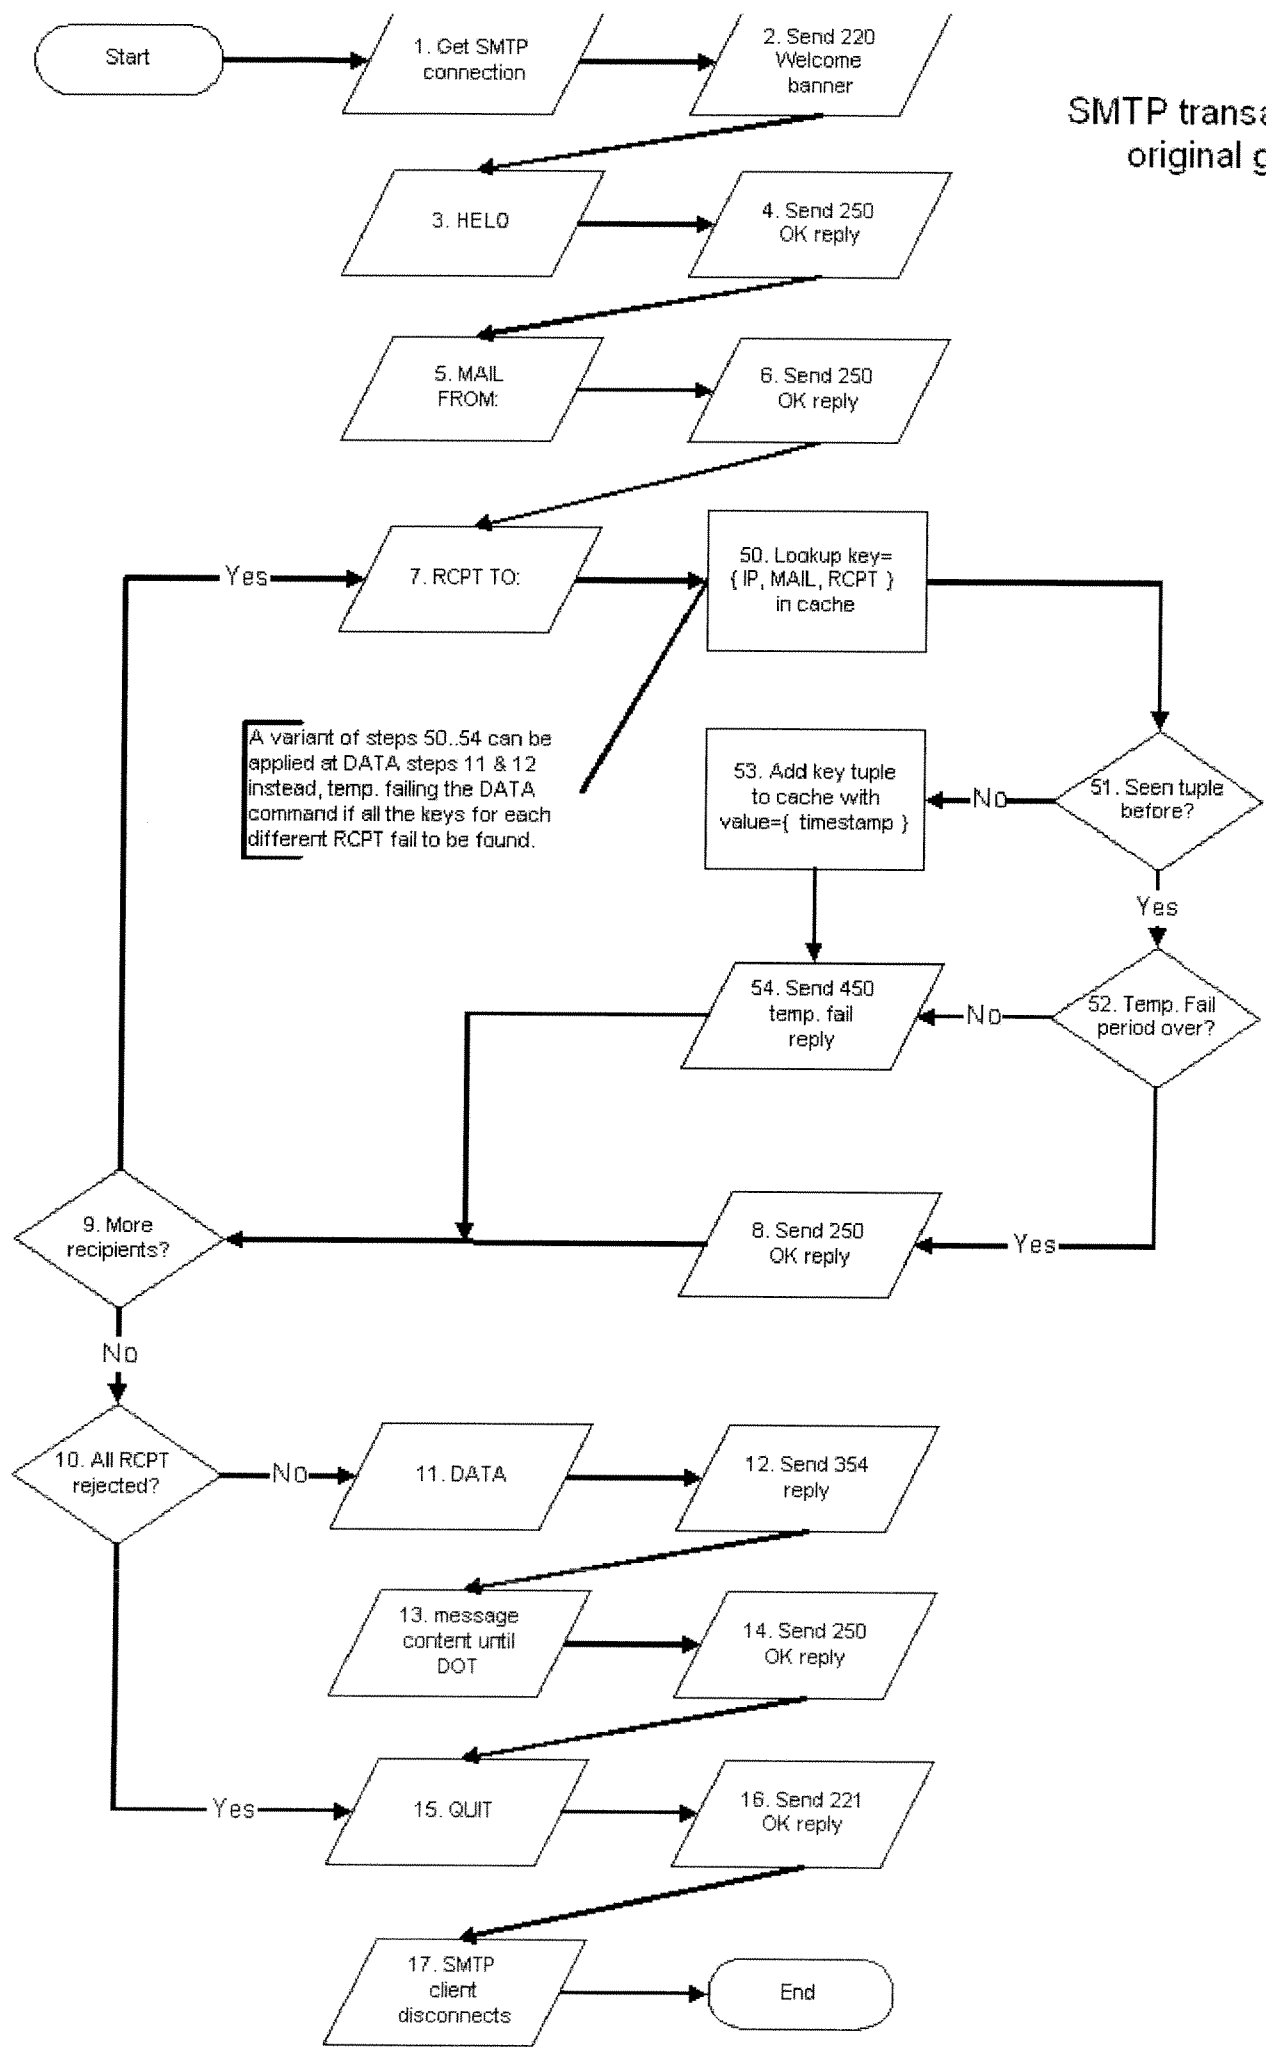 Start
1. Get SMTP
connection
2. Send 220
Welcome
banner
SMTP transa
original g
3. HELO
4. Send 250
OK reply
5. MAIL
FROM:
6. Send 250
OK reply
Yes
7. RCPT TO:
50. Lookup key=
{ IP, MAIL, RCPT }
in cache
A variant of steps 50..54 can be
applied at DATA steps 11 & 12
instead, temp. failing the DATA
command if all the keys for each
different RCPT fail to be found.
53. Add key tuple
to cache with
value={ timestamp }
No
51. Seen tuple
before?
Yes
54. Send 450
temp. fail
reply
No
52. Temp. Fail
period over?
9. More
recipients?
8. Send 250
OK reply
Yes
No
10. All RCPT
rejected?
No
11. DATA
12. Send 354
reply
13. message
content until
DOT
14. Send 250
OK reply
Yes
15. QUIT
16. Send 221
OK reply
17. SMTP
client
disconnects
End